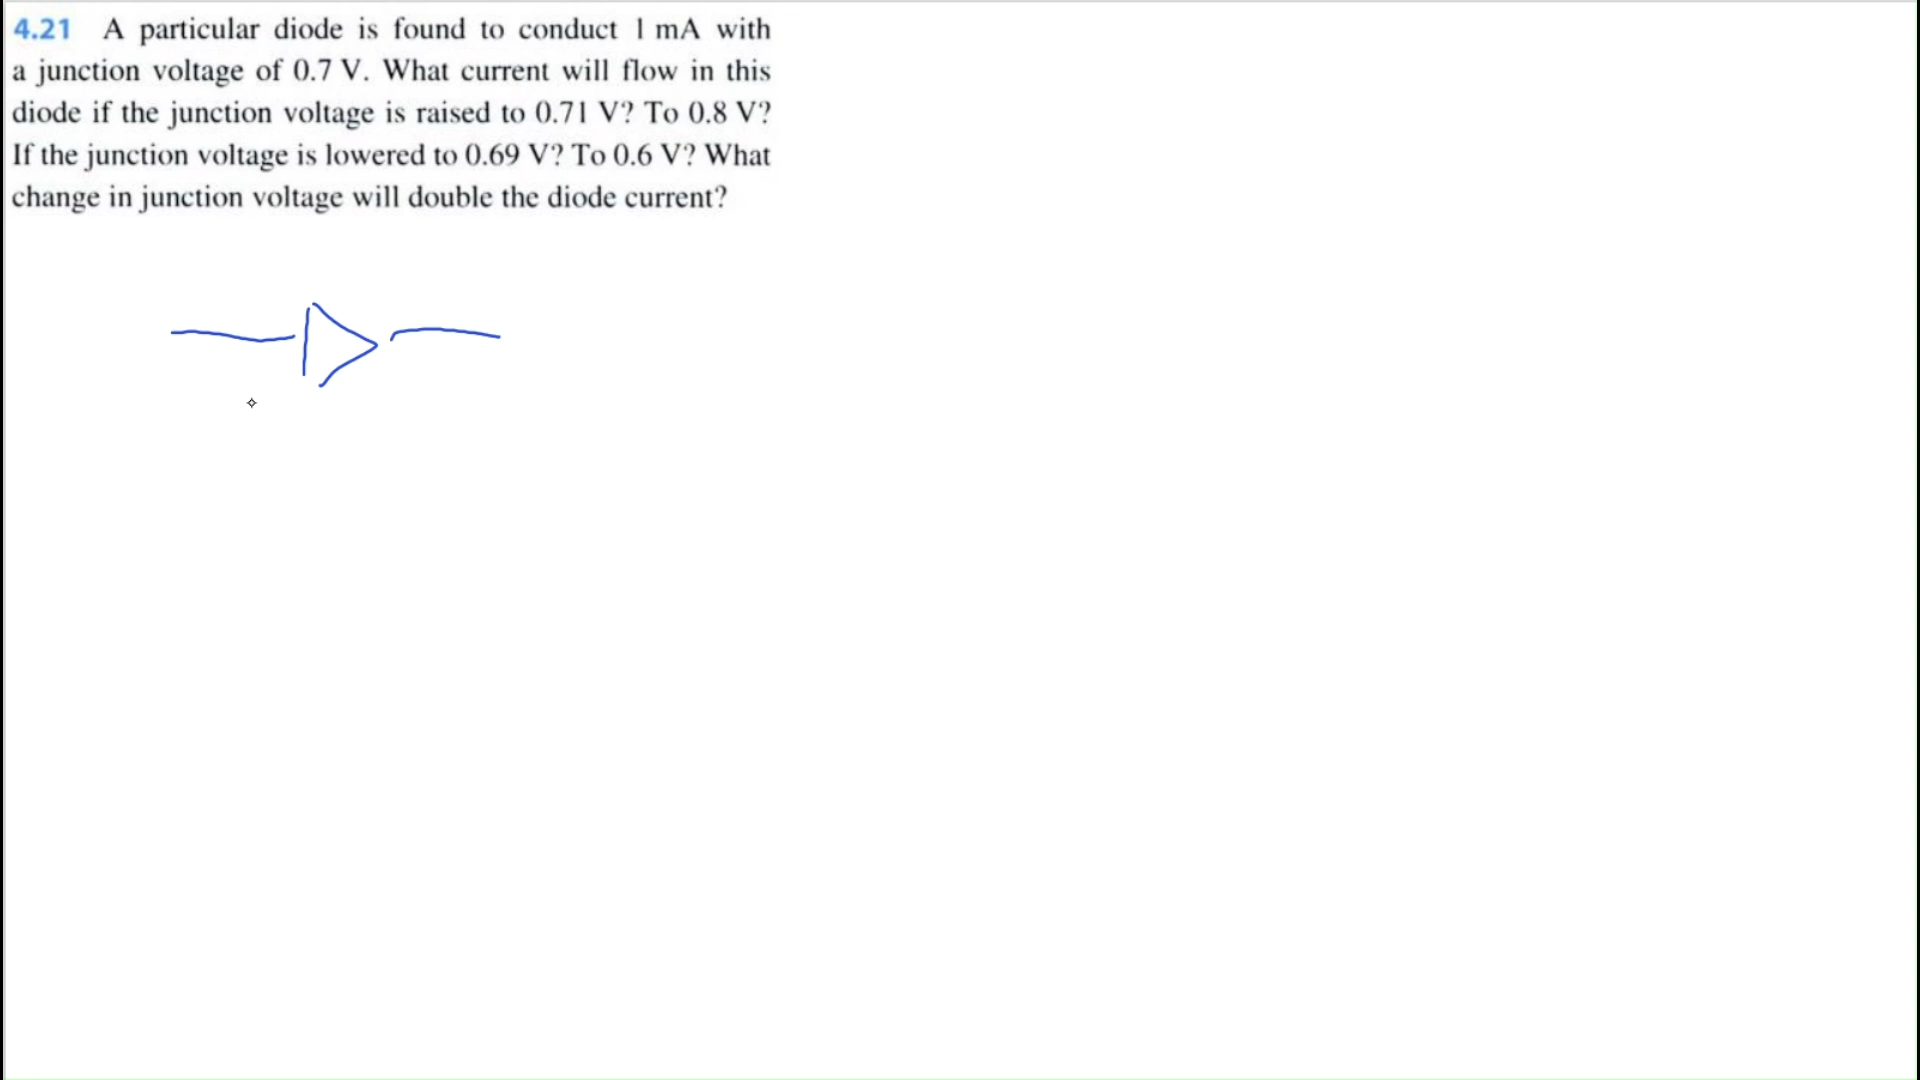 4.21 A particular diode is found to conduct 1 mA with
a junction voltage of 0.7 V. What current will flow in this
diode if the junction voltage is raised to 0.71 V? To 0.8 V?
If the junction voltage is lowered to 0.69 V? To 0.6 V? What
change in junction voltage will double the diode current?